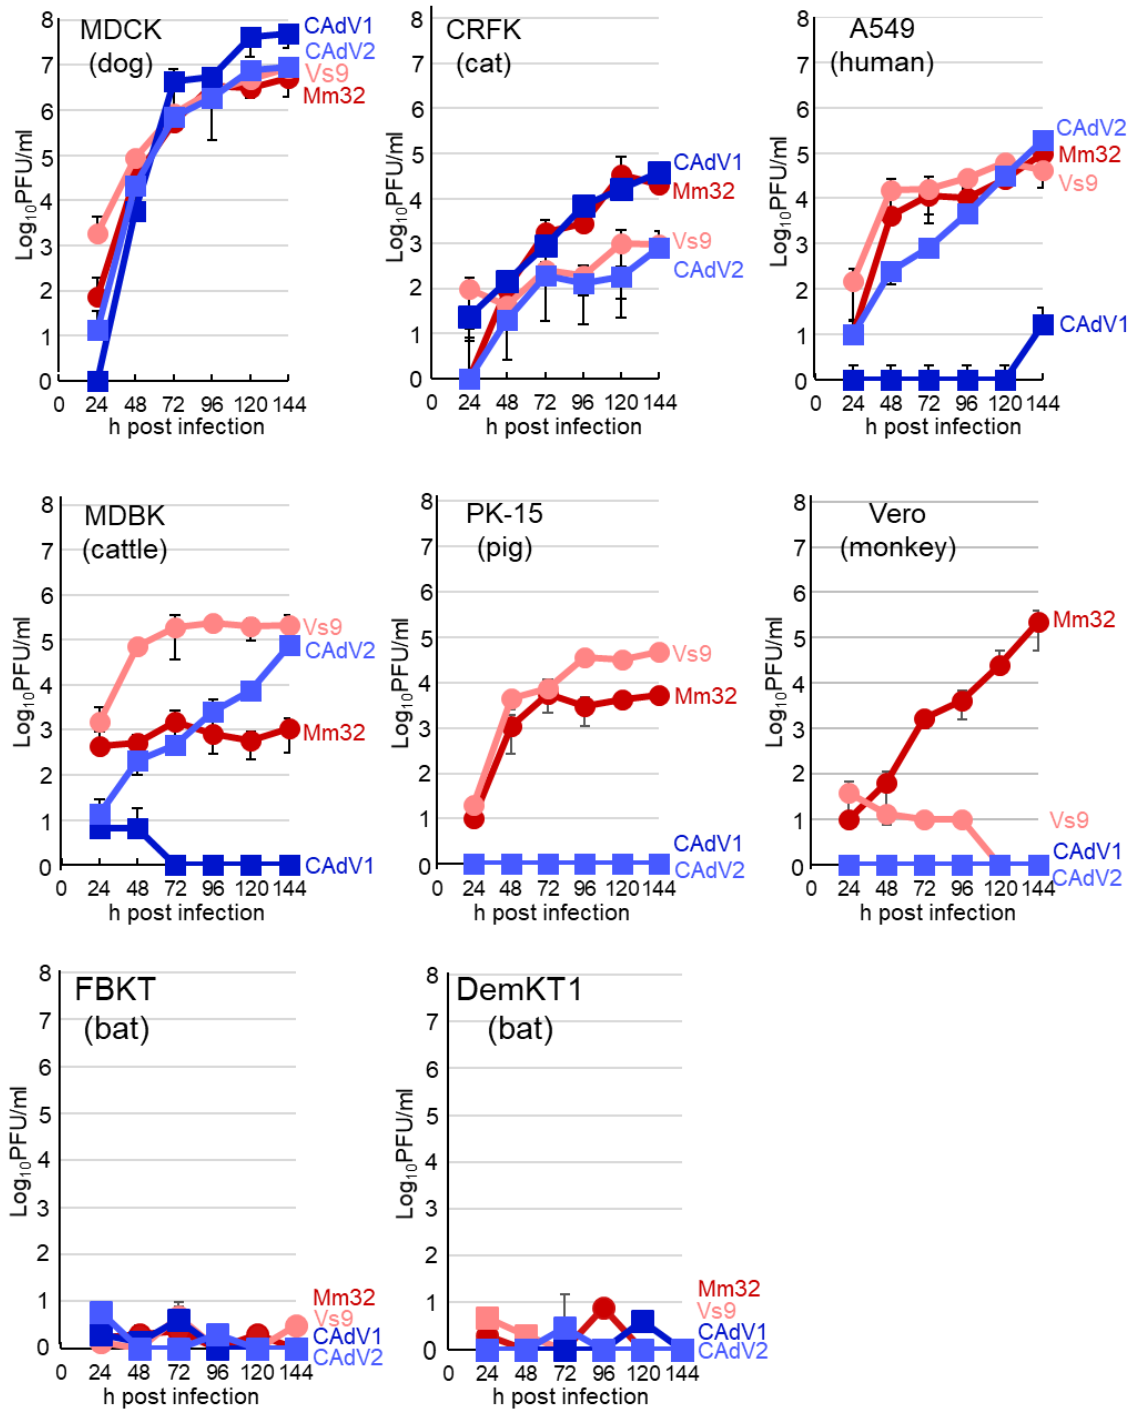 MDCK
(dog)
Log10PFU/ml
8
7
6
5
4
3
2
1
0
0 24 48 72 96 120 144
h post infection
CAdV1
CAdV2
Vs9
Mm32
CRFK
(cat)
Log10PFU/ml
8
7
6
5
4
3
2
1
0
0 24 48 72 96 120 144
h post infection
CAdV1
Mm32
Vs9
CAdV2
A549
(human)
Log10PFU/ml
8
7
6
5
4
3
2
1
0
0 24 48 72 96 120 144
h post infection
CAdV2
Mm32
Vs9
CAdV1
MDBK
(cattle)
Log10PFU/ml
8
7
6
5
4
3
2
1
0
0 24 48 72 96 120 144
h post infection
Vs9
CAdV2
Mm32
CAdV1
PK-15
(pig)
Log10PFU/ml
8
7
6
5
4
3
2
1
0
0 24 48 72 96 120 144
h post infection
Vs9
Mm32
CAdV1
CAdV2
Vero
(monkey)
Log10PFU/ml
8
7
6
5
4
3
2
1
0
0 24 48 72 96 120 144
h post infection
Mm32
Vs9
CAdV1
CAdV2
FBKT
(bat)
Log10PFU/ml
8
7
6
5
4
3
2
1
0
0 24 48 72 96 120 144
h post infection
Mm32
Vs9
CAdV1
CAdV2
DemKT1
(bat)
Log10PFU/ml
8
7
6
5
4
3
2
1
0
0 24 48 72 96 120 144
h post infection
Mm32
Vs9
CAdV1
CAdV2